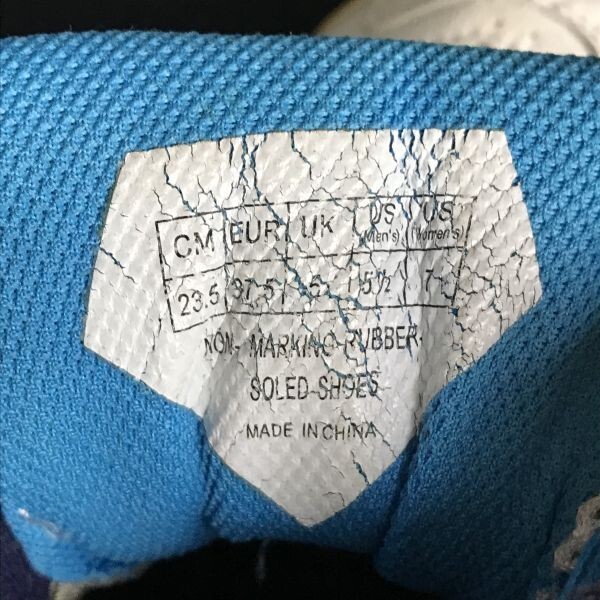 CM EUR UK US (Men's) US (Women's)
23.5 37.5 5 5½ 7
NON- MARKING RUBBER-
SOLED SHOES
MADE IN CHINA